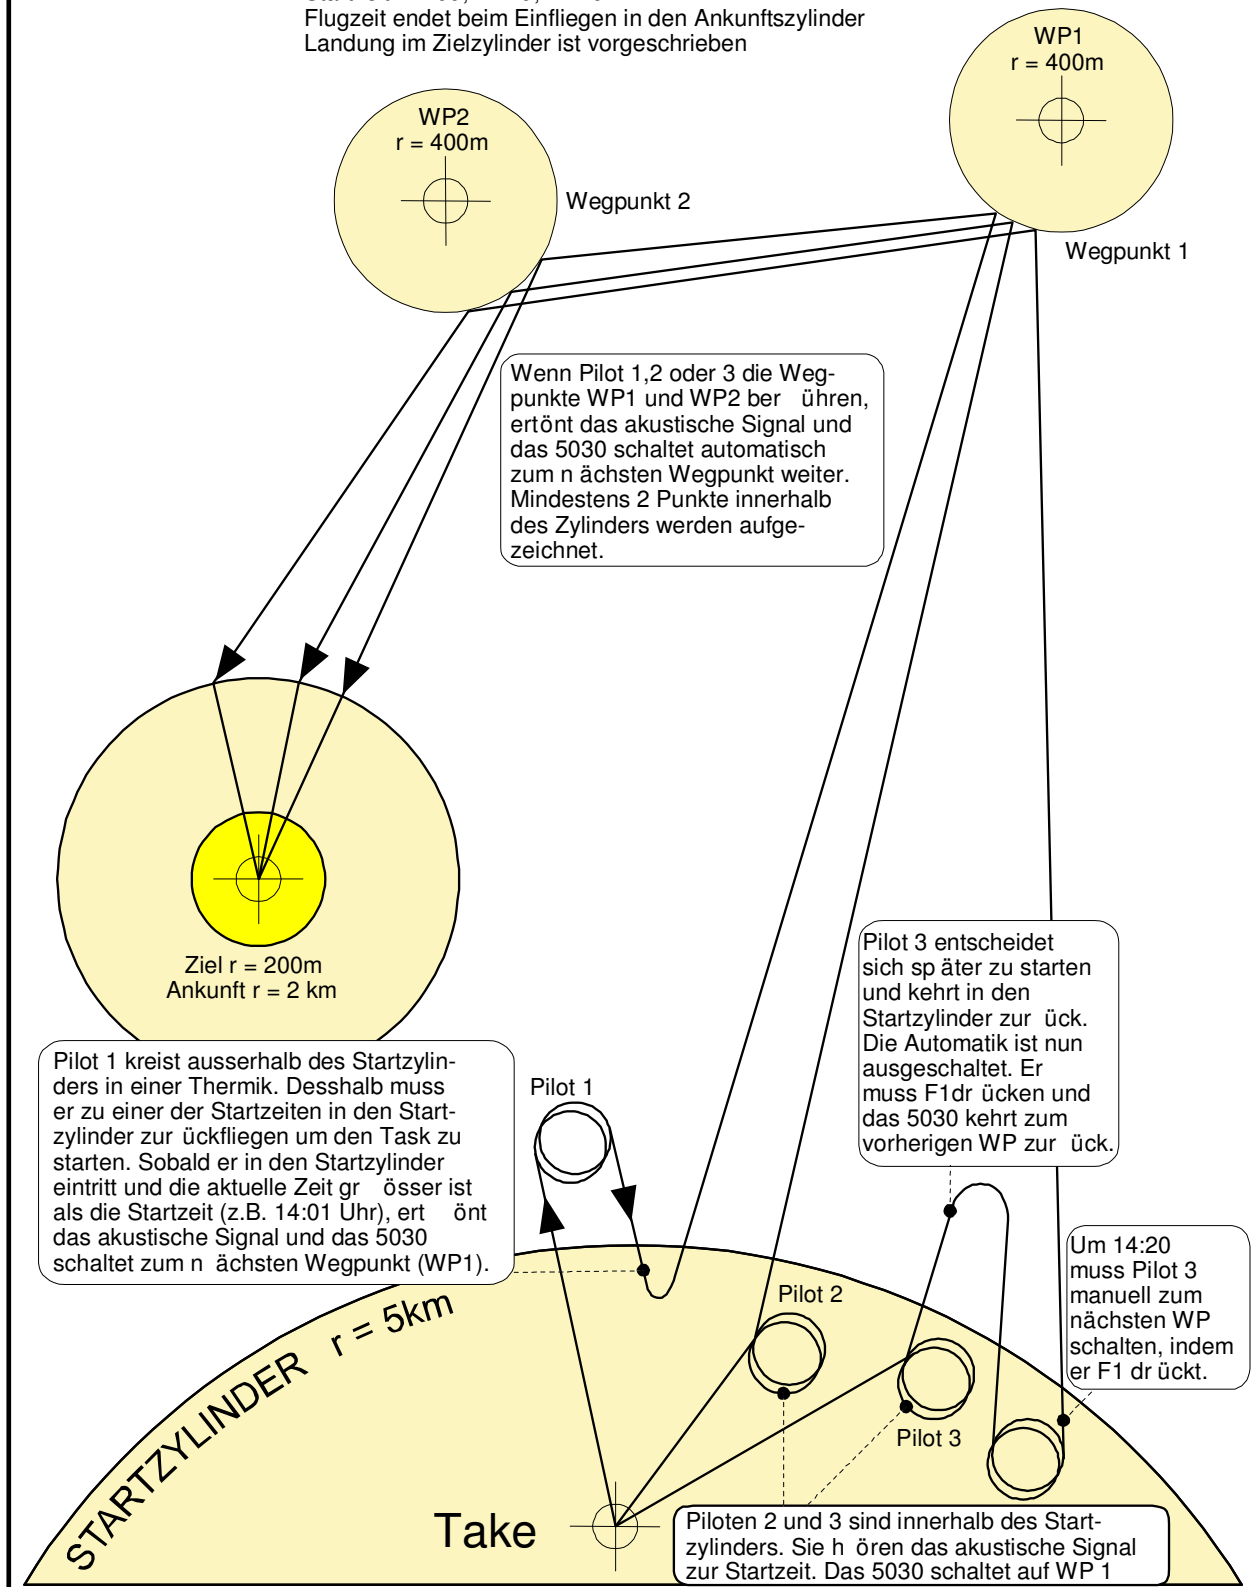 Flugzeit endet beim Einfliegen in den Ankunftszylinder
Landung im Zielzylinder ist vorgeschrieben
WP1
r = 400m
WP2
r = 400m
Wegpunkt 2
Wegpunkt 1
Wenn Pilot 1,2 oder 3 die Weg-
punkte WP1 und WP2 ber ühren,
ertönt das akustische Signal und
das 5030 schaltet automatisch
zum n ächsten Wegpunkt weiter.
Mindestens 2 Punkte innerhalb
des Zylinders werden aufge-
zeichnet.
Ziel r = 200m
Ankunft r = 2 km
Pilot 3 entscheidet
sich sp äter zu starten
und kehrt in den
Startzylinder zur ück.
Die Automatik ist nun
ausgeschaltet. Er
muss F1dr ücken und
das 5030 kehrt zum
vorherigen WP zur ück.
Pilot 1 kreist ausserhalb des Startzylin-
ders in einer Thermik. Desshalb muss
er zu einer der Startzeiten in den Start-
zylinder zur ückfliegen um den Task zu
starten. Sobald er in den Startzylinder
eintritt und die aktuelle Zeit gr össer ist
als die Startzeit (z.B. 14:01 Uhr), ert önt
das akustische Signal und das 5030
schaltet zum n ächsten Wegpunkt (WP1).
Pilot 1
Um 14:20
muss Pilot 3
manuell zum
nächsten WP
schalten, indem
er F1 dr ückt.
Pilot 2
STARTZYLINDER r = 5km
Pilot 3
Take
Piloten 2 und 3 sind innerhalb des Start-
zylinders. Sie h ören das akustische Signal
zur Startzeit. Das 5030 schaltet auf WP 1